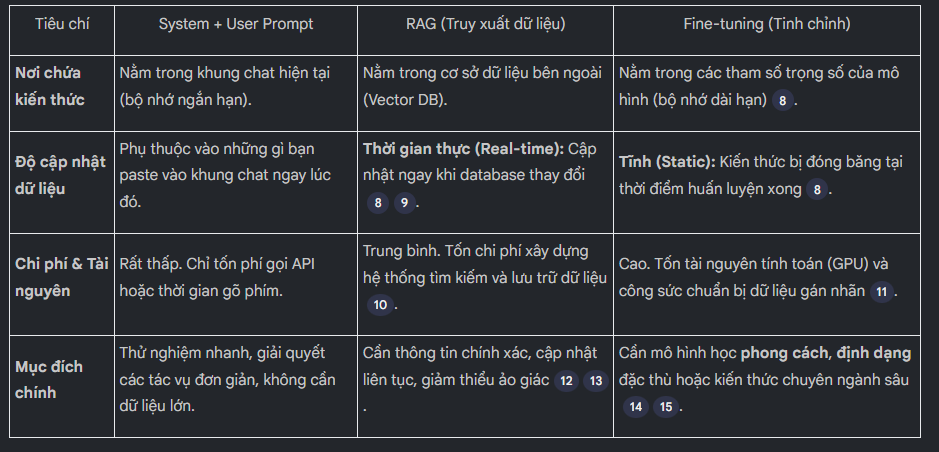 Tiêu chí
System + User Prompt
RAG (Truy xuất dữ liệu)
Fine-tuning (Tinh chỉnh)
Nơi chứa
kiến thức
Nằm trong khung chat hiện tại
(bộ nhớ ngắn hạn).
Nằm trong cơ sở dữ liệu bên ngoài
(Vector DB).
Nằm trong các tham số trọng số của mô
hình (bộ nhớ dài hạn) 8 .
Độ cập nhật
dữ liệu
Phụ thuộc vào những gì bạn
paste vào khung chat ngay lúc
đó.
Thời gian thực (Real-time): Cập
nhật ngay khi database thay đổi
8 9 .
Tĩnh (Static): Kiến thức bị đóng băng tại
thời điểm huấn luyện xong 8 .
Chi phí & Tài
nguyên
Rất thấp. Chỉ tốn phí gọi API
hoặc thời gian gõ phím.
Trung bình. Tốn chi phí xây dựng
hệ thống tìm kiếm và lưu trữ dữ liệu
10 .
Cao. Tốn tài nguyên tính toán (GPU) và
công sức chuẩn bị dữ liệu gán nhãn 11 .
Mục đích
chính
Thử nghiệm nhanh, giải quyết
các tác vụ đơn giản, không cần
dữ liệu lớn.
Cần thông tin chính xác, cập nhật
liên tục, giảm thiểu ảo giác 12 13
.
Cần mô hình học phong cách, định dạng
đặc thù hoặc kiến thức chuyên ngành sâu
14 15 .